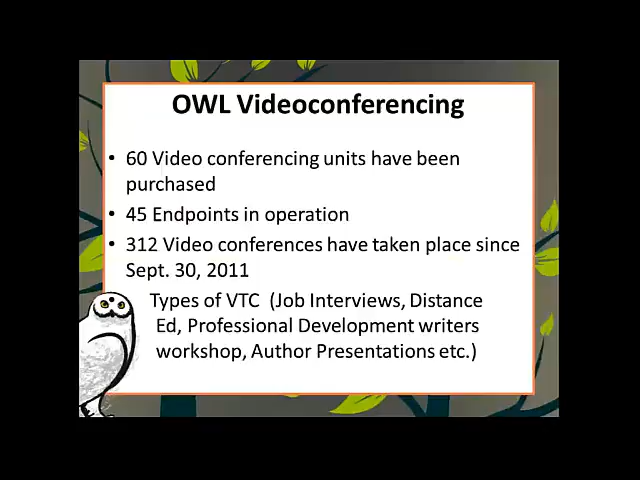 OWL Videoconferencing
• 60 Video conferencing units have been
purchased
• 45 Endpoints in operation
• 312 Video conferences have taken place since
Sept. 30, 2011
Types of VTC (Job Interviews, Distance
Ed, Professional Development writers
workshop, Author Presentations etc.)